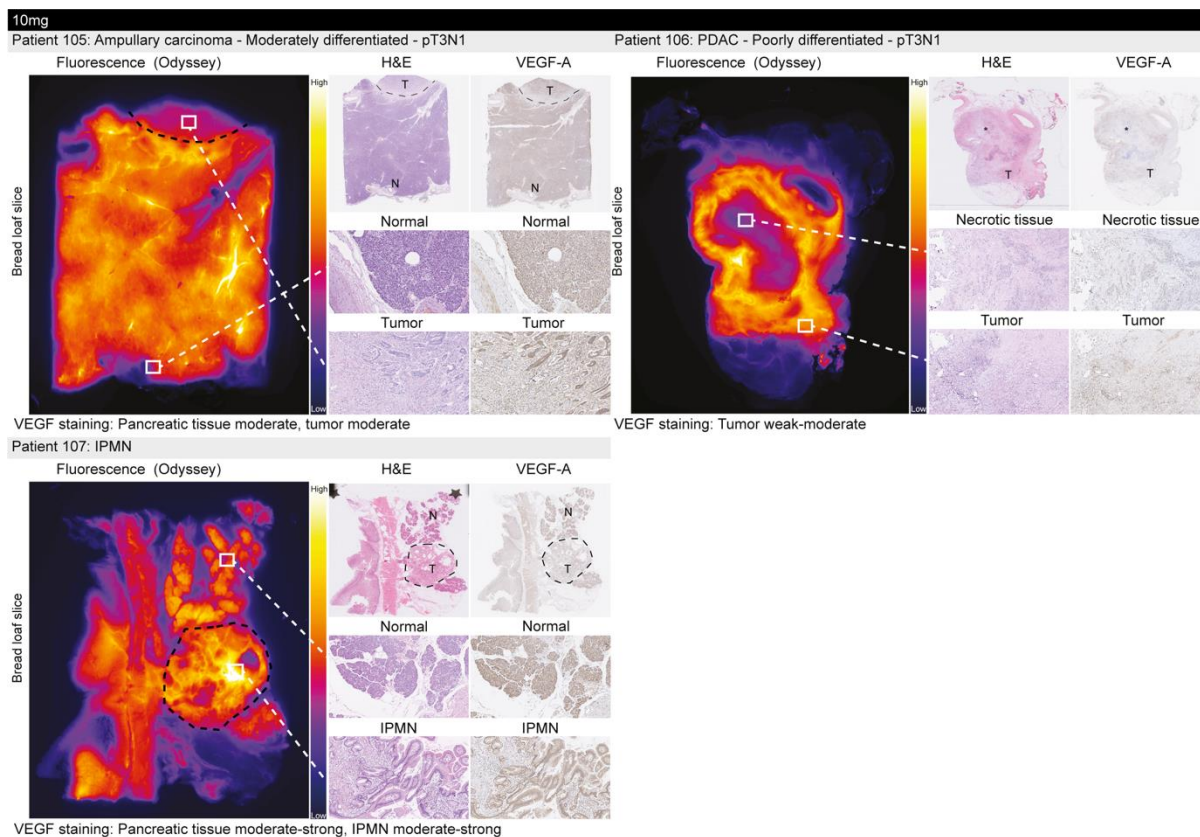 10mg
Patient 105: Ampullary carcinoma - Moderately differentiated - pT3N1
Fluorescence (Odyssey)
H&E
VEGF-A
Bread loaf slice
High
Low
T
N
T
N
Normal
Normal
Tumor
Tumor
VEGF staining: Pancreatic tissue moderate, tumor moderate
Patient 106: PDAC - Poorly differentiated - pT3N1
Fluorescence (Odyssey)
H&E
VEGF-A
Bread loaf slice
High
Low
*
T
*
T
Necrotic tissue
Necrotic tissue
Tumor
Tumor
VEGF staining: Tumor weak-moderate
Patient 107: IPMN
Fluorescence (Odyssey)
H&E
VEGF-A
Bread loaf slice
High
Low
N
T
N
T
Normal
Normal
IPMN
IPMN
VEGF staining: Pancreatic tissue moderate-strong, IPMN moderate-strong